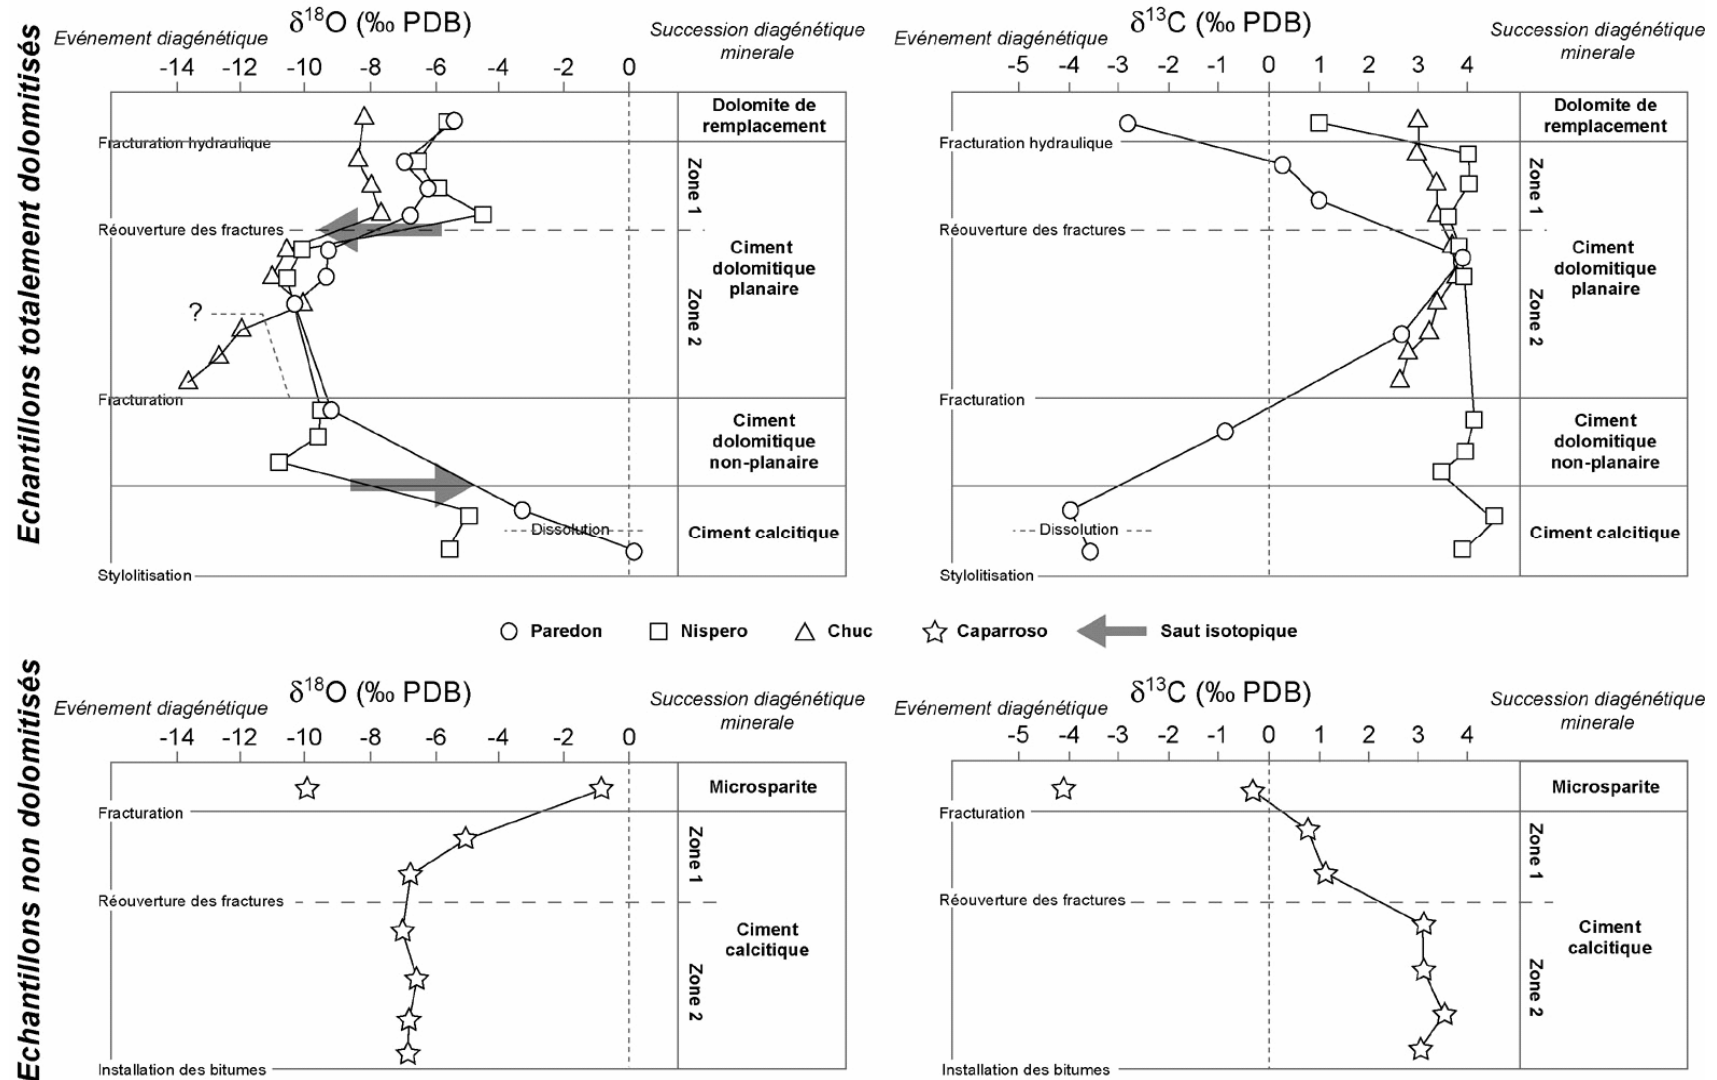 Echantillons totalement dolomitisés
Evénement diagénétique
δ18O (‰ PDB)
Succession diagénétique
minerale
-14 -12 -10 -8 -6 -4 -2 0
Dolomite de
remplacement
Fracturation hydraulique
Zone 1
Réouverture des fractures
Ciment
dolomitique
planaire
Zone 2
?
Fracturation
Ciment
dolomitique
non-planaire
Dissolution
Ciment calcitique
Stylolitisation
Evénement diagénétique
δ13C (‰ PDB)
Succession diagénétique
minerale
-5 -4 -3 -2 -1 0 1 2 3 4
Dolomite de
remplacement
Fracturation hydraulique
Zone 1
Réouverture des fractures
Ciment
dolomitique
planaire
Zone 2
Fracturation
Ciment
dolomitique
non-planaire
Dissolution
Ciment calcitique
Stylolitisation
Paredon Nispero Chuc Caparroso Saut isotopique
Echantillons non dolomitisés
Evénement diagénétique
δ18O (‰ PDB)
Succession diagénétique
minerale
-14 -12 -10 -8 -6 -4 -2 0
Microsparite
Fracturation
Zone 1
Réouverture des fractures
Ciment
calcitique
Zone 2
Installation des bitumes
Evénement diagénétique
δ13C (‰ PDB)
Succession diagénétique
minerale
-5 -4 -3 -2 -1 0 1 2 3 4
Microsparite
Fracturation
Zone 1
Réouverture des fractures
Ciment
calcitique
Zone 2
Installation des bitumes